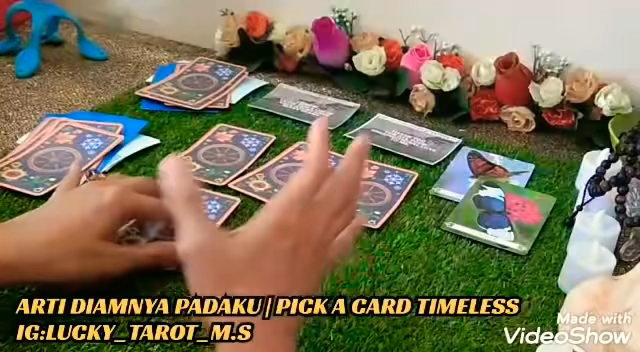 ARTI DIAMNYA PADAKU | PICK A CARD TIMELESS
IG:LUCKY_TAROT_M.S
Made with
VideoShow